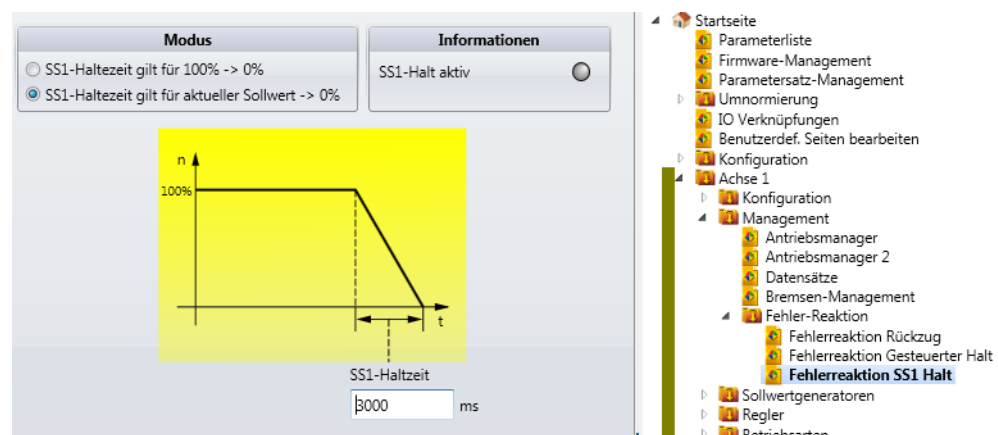 Modus
SS1-Haltezeit gilt für 100% -> 0%
SS1-Haltezeit gilt für aktueller Sollwert -> 0%
Informationen
SS1-Halt aktiv
n
100%
t
SS1-Haltzeit
3000 ms
Startseite
Parameterliste
Firmware-Management
Parametersatz-Management
Umnormierung
IO Verknüpfungen
Benutzerdef. Seiten bearbeiten
Konfiguration
Achse 1
Konfiguration
Management
Antriebsmanager
Antriebsmanager 2
Datensätze
Bremsen-Management
Fehler-Reaktion
Fehlerreaktion Rückzug
Fehlerreaktion Gesteuerter Halt
Fehlerreaktion SS1 Halt
Sollwertgeneratoren
Regler
Betriebsarten